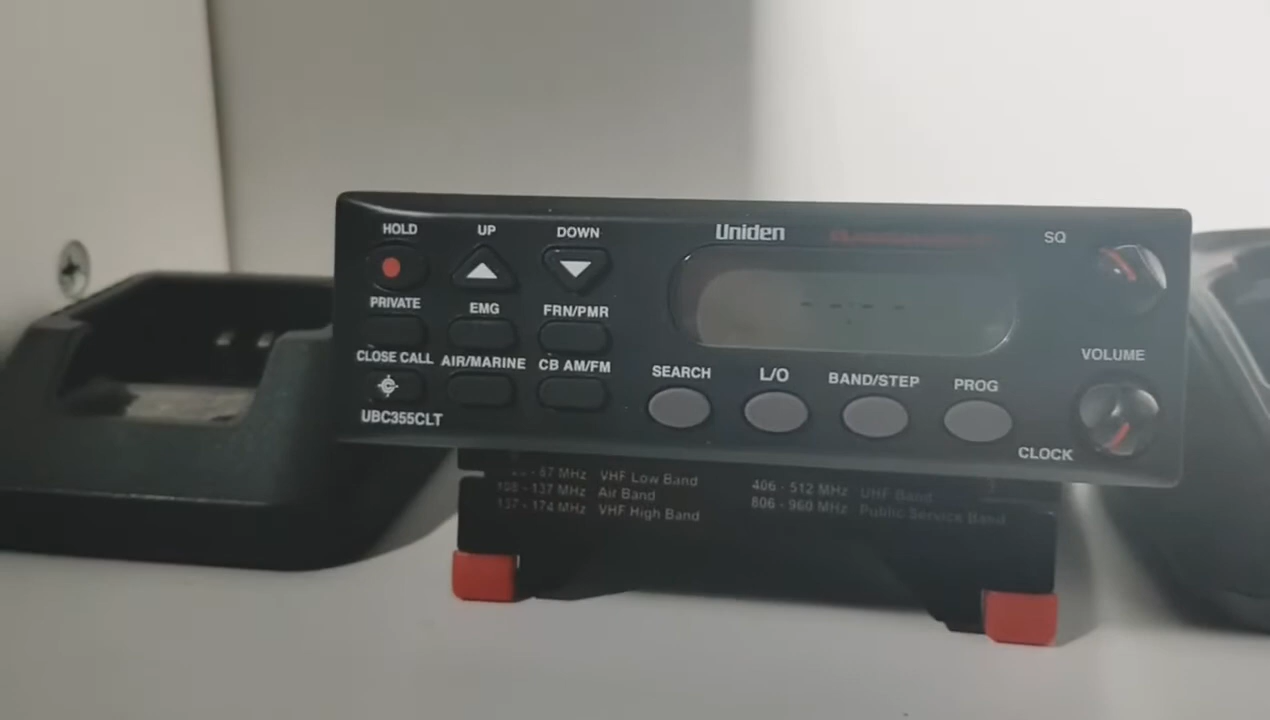 HOLD UP DOWN Uniden SQ
PRIVATE EMG FRN/PMR
CLOSE CALL AIR/MARINE CB AM/FM SEARCH L/O BAND/STEP PROG VOLUME
UBC355CLT CLOCK
- 87 MHz VHF Low Band
108 - 137 MHz Air Band
137 - 174 MHz VHF High Band
406 - 512 MHz UHF Band
806 - 960 MHz Public Service Band